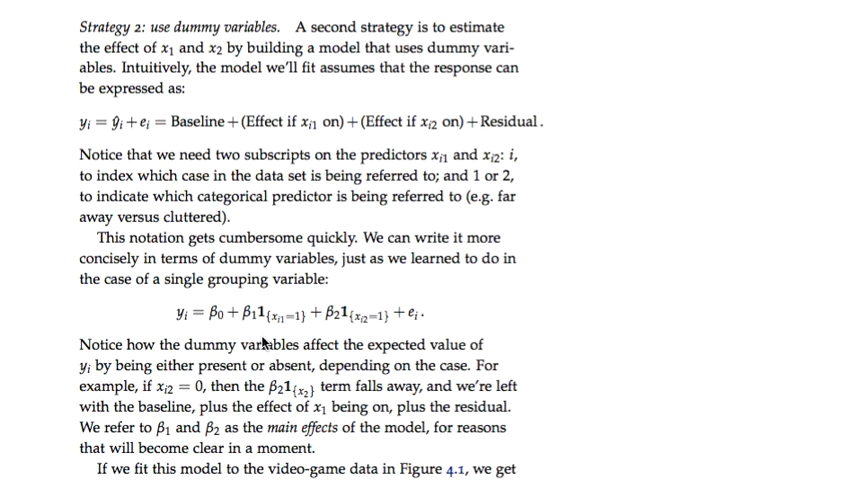 Strategy 2: use dummy variables. A second strategy is to estimate
the effect of x₁ and x₂ by building a model that uses dummy vari-
ables. Intuitively, the model we'll fit assumes that the response can
be expressed as:
yᵢ = ŷᵢ + eᵢ = Baseline + (Effect if xᵢ₁ on) + (Effect if xᵢ₂ on) + Residual .
Notice that we need two subscripts on the predictors xᵢ₁ and xᵢ₂: i,
to index which case in the data set is being referred to; and 1 or 2,
to indicate which categorical predictor is being referred to (e.g. far
away versus cluttered).
This notation gets cumbersome quickly. We can write it more
concisely in terms of dummy variables, just as we learned to do in
the case of a single grouping variable:
yᵢ = β₀ + β₁1{xᵢ₁=1} + β₂1{xᵢ₂=1} + eᵢ .
Notice how the dummy variables affect the expected value of
yᵢ by being either present or absent, depending on the case. For
example, if xᵢ₂ = 0, then the β₂1{x₂} term falls away, and we're left
with the baseline, plus the effect of x₁ being on, plus the residual.
We refer to β₁ and β₂ as the main effects of the model, for reasons
that will become clear in a moment.
If we fit this model to the video-game data in Figure 4.1, we get